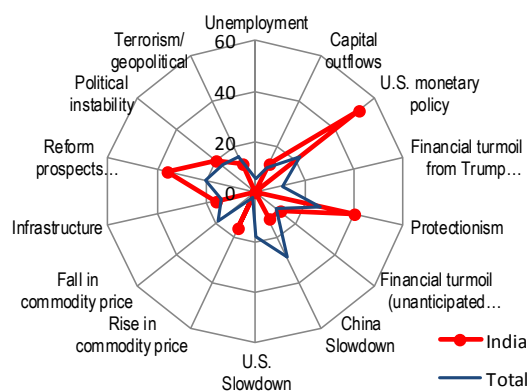 Unemployment
Capital
outflows
U.S. monetary
policy
Financial turmoil
from Trump
…
Protectionism
Financial turmoil
(unanticipated
…
China
Slowdown
U.S.
Slowdown
Rise in
commodity price
Fall in
commodity price
Infrastructure
Reform
prospects…
Political
instability
Terrorism/
geopolitical
60
40
20
0
India
Total